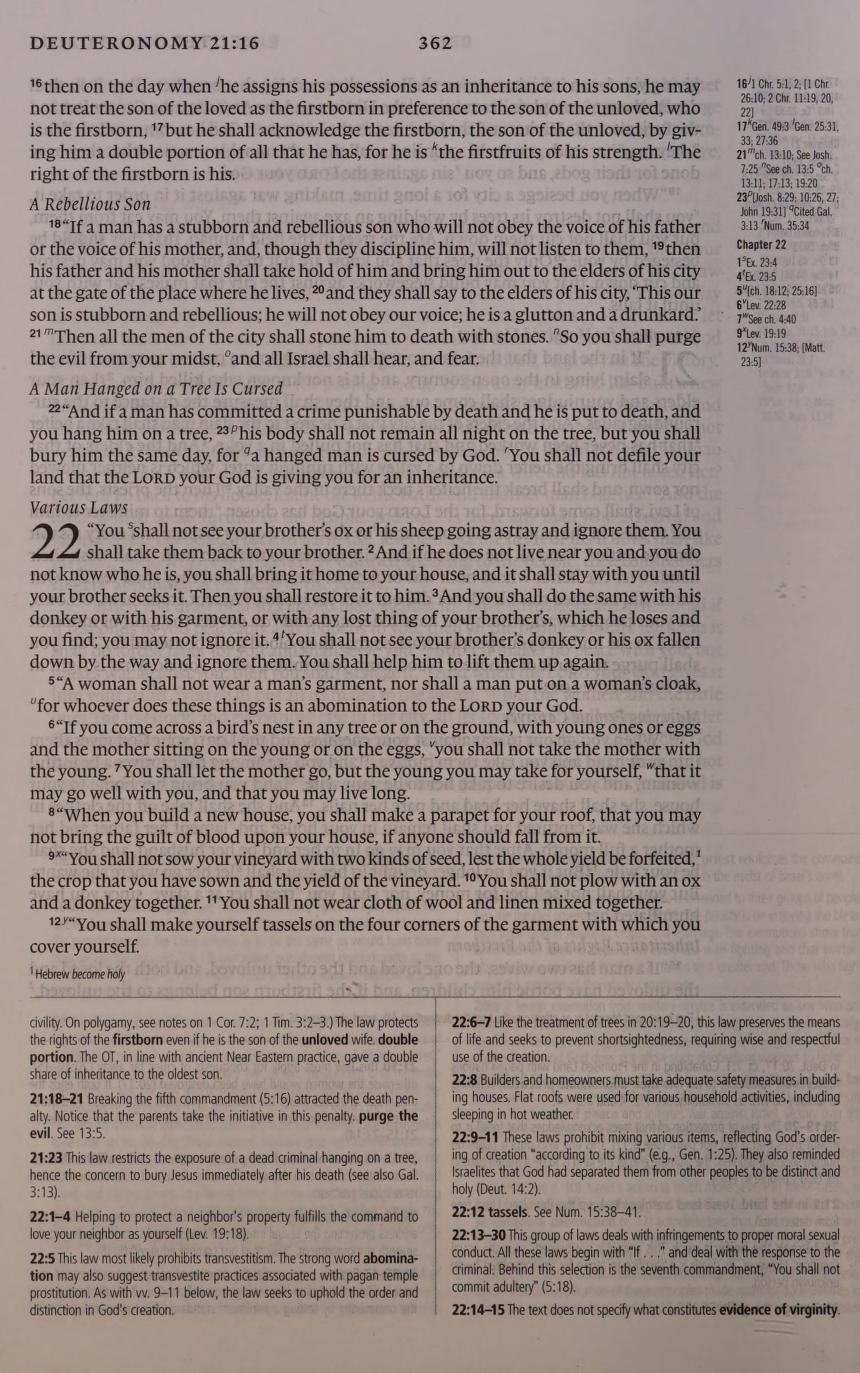 DEUTERONOMY 21:16
362
16 then on the day when j he assigns his possessions as an inheritance to his sons, he may
not treat the son of the loved as the firstborn in preference to the son of the unloved, who
is the firstborn, 17 but he shall acknowledge the firstborn, the son of the unloved, by giv-
ing him a double portion of all that he has, for he is k the firstfruits of his strength. l The
right of the firstborn is his.
A Rebellious Son
18 “If a man has a stubborn and rebellious son who will not obey the voice of his father
or the voice of his mother, and, though they discipline him, will not listen to them, 19 then
his father and his mother shall take hold of him and bring him out to the elders of his city
at the gate of the place where he lives, 20 and they shall say to the elders of his city, ‘This our
son is stubborn and rebellious; he will not obey our voice; he is a glutton and a drunkard.’
21 m Then all the men of the city shall stone him to death with stones. n So you shall purge
the evil from your midst, o and all Israel shall hear, and fear.
A Man Hanged on a Tree Is Cursed
22 “And if a man has committed a crime punishable by death and he is put to death, and
you hang him on a tree, 23 p his body shall not remain all night on the tree, but you shall
bury him the same day, for q a hanged man is cursed by God. r You shall not defile your
land that the LORD your God is giving you for an inheritance.
Various Laws
22 “You s shall not see your brother’s ox or his sheep going astray and ignore them. You
shall take them back to your brother. 2 And if he does not live near you and you do
not know who he is, you shall bring it home to your house, and it shall stay with you until
your brother seeks it. Then you shall restore it to him. 3 And you shall do the same with his
donkey or with his garment, or with any lost thing of your brother’s, which he loses and
you find; you may not ignore it. 4 t You shall not see your brother’s donkey or his ox fallen
down by the way and ignore them. You shall help him to lift them up again.
5 “A woman shall not wear a man’s garment, nor shall a man put on a woman’s cloak,
u for whoever does these things is an abomination to the LORD your God.
6 “If you come across a bird’s nest in any tree or on the ground, with young ones or eggs
and the mother sitting on the young or on the eggs, v you shall not take the mother with
the young. 7 You shall let the mother go, but the young you may take for yourself, w that it
may go well with you, and that you may live long.
8 “When you build a new house, you shall make a parapet for your roof, that you may
not bring the guilt of blood upon your house, if anyone should fall from it.
9 x “You shall not sow your vineyard with two kinds of seed, lest the whole yield be forfeited, 1
the crop that you have sown and the yield of the vineyard. 10 You shall not plow with an ox
and a donkey together. 11 You shall not wear cloth of wool and linen mixed together.
12 y “You shall make yourself tassels on the four corners of the garment with which you
cover yourself.
1 Hebrew become holy
16 j 1 Chr. 5:1, 2; [1 Chr.
26:10; 2 Chr. 11:19, 20,
22]
17 k Gen. 49:3 l Gen. 25:31,
33; 27:36
21 m ch. 13:10; See Josh.
7:25 n See ch. 13:5 o ch.
13:11; 17:13; 19:20
23 p [Josh. 8:29; 10:26, 27;
John 19:31] q Cited Gal.
3:13 r Num. 35:34
Chapter 22
1 s Ex. 23:4
4 t Ex. 23:5
5 u [ch. 18:12; 25:16]
6 v Lev. 22:28
7 w See ch. 4:40
9 x Lev. 19:19
12 y Num. 15:38; [Matt.
23:5]
civility. On polygamy, see notes on 1 Cor. 7:2; 1 Tim. 3:2–3.) The law protects
the rights of the firstborn even if he is the son of the unloved wife. double
portion. The OT, in line with ancient Near Eastern practice, gave a double
share of inheritance to the oldest son.
21:18–21 Breaking the fifth commandment (5:16) attracted the death pen-
alty. Notice that the parents take the initiative in this penalty. purge the
evil. See 13:5.
21:23 This law restricts the exposure of a dead criminal hanging on a tree,
hence the concern to bury Jesus immediately after his death (see also Gal.
3:13).
22:1–4 Helping to protect a neighbor’s property fulfills the command to
love your neighbor as yourself (Lev. 19:18).
22:5 This law most likely prohibits transvestitism. The strong word abomina-
tion may also suggest transvestite practices associated with pagan temple
prostitution. As with vv. 9–11 below, the law seeks to uphold the order and
distinction in God’s creation.
22:6–7 Like the treatment of trees in 20:19–20, this law preserves the means
of life and seeks to prevent shortsightedness, requiring wise and respectful
use of the creation.
22:8 Builders and homeowners must take adequate safety measures in build-
ing houses. Flat roofs were used for various household activities, including
sleeping in hot weather.
22:9–11 These laws prohibit mixing various items, reflecting God’s order-
ing of creation “according to its kind” (e.g., Gen. 1:25). They also reminded
Israelites that God had separated them from other peoples to be distinct and
holy (Deut. 14:2).
22:12 tassels. See Num. 15:38–41.
22:13–30 This group of laws deals with infringements to proper moral sexual
conduct. All these laws begin with “If . . .” and deal with the response to the
criminal. Behind this selection is the seventh commandment, “You shall not
commit adultery” (5:18).
22:14–15 The text does not specify what constitutes evidence of virginity.